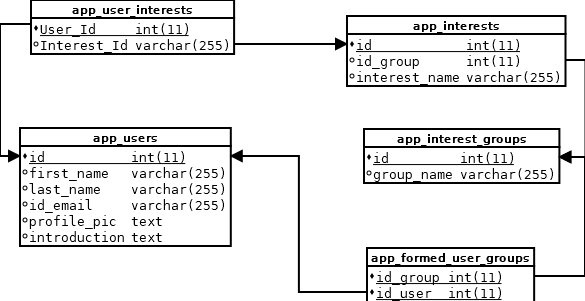 app_user_interests
User_Id int(11)
Interest_Id varchar(255)
app_interests
id int(11)
id_group int(11)
interest_name varchar(255)
app_users
id int(11)
first_name varchar(255)
last_name varchar(255)
id_email varchar(255)
profile_pic text
introduction text
app_interest_groups
id int(11)
group_name varchar(255)
app_formed_user_groups
id_group int(11)
id_user int(11)